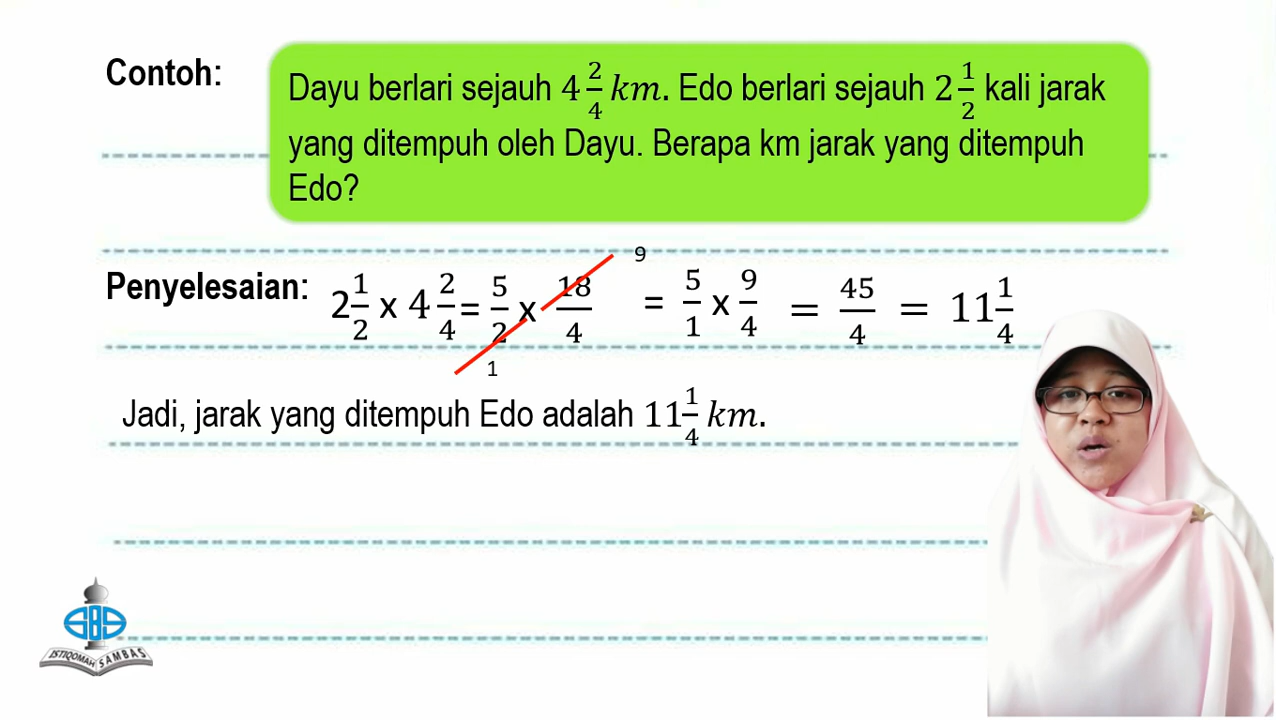 Contoh:
Dayu berlari sejauh 4 2/4 km. Edo berlari sejauh 2 1/2 kali jarak
yang ditempuh oleh Dayu. Berapa km jarak yang ditempuh
Edo?
Penyelesaian: 2 1/2 x 4 2/4 = 5/2 x 18/4 = 5/1 x 9/4 = 45/4 = 11 1/4
9
1
Jadi, jarak yang ditempuh Edo adalah 11 1/4 km.
SBS
ISTIQOMAH SAMBAS